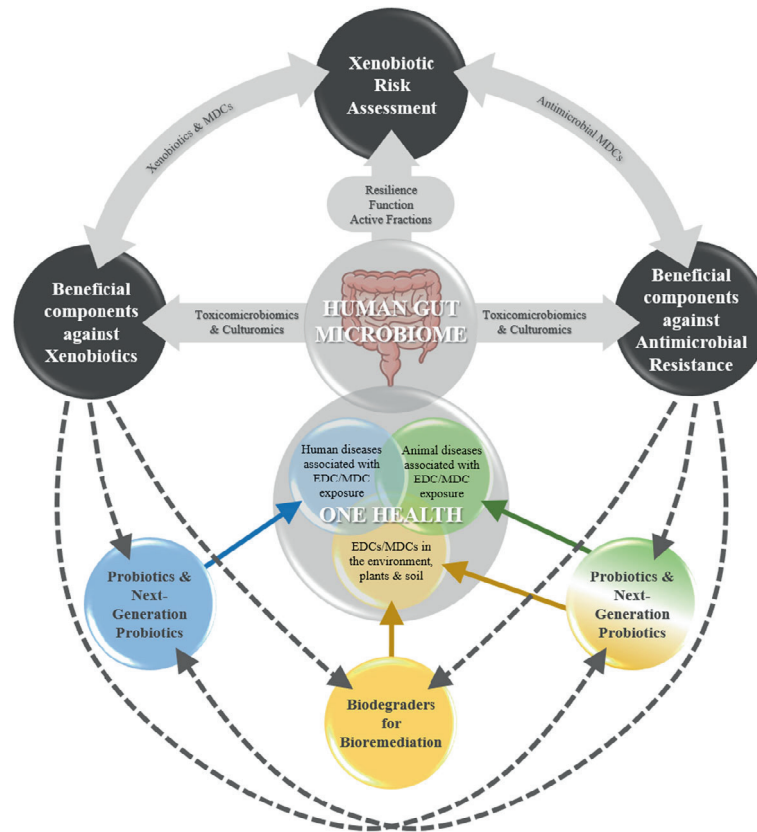 Xenobiotic
Risk
Assessment
Xenobiotics & MDCs
Antimicrobial MDCs
Resilience
Function
Active Fractions
Beneficial
components
against
Xenobiotics
Toxicomicrobiomics
& Culturomics
HUMAN GUT
MICROBIOME
Toxicomicrobiomics
& Culturomics
Beneficial
components
against
Antimicrobial
Resistance
Human diseases
associated with
EDC/MDC
exposure
Animal diseases
associated with
EDC/MDC
exposure
ONE HEALTH
EDCs/MDCs in
the environment,
plants & soil
Probiotics &
Next-
Generation
Probiotics
Probiotics &
Next-
Generation
Probiotics
Biodegraders
for
Bioremediation